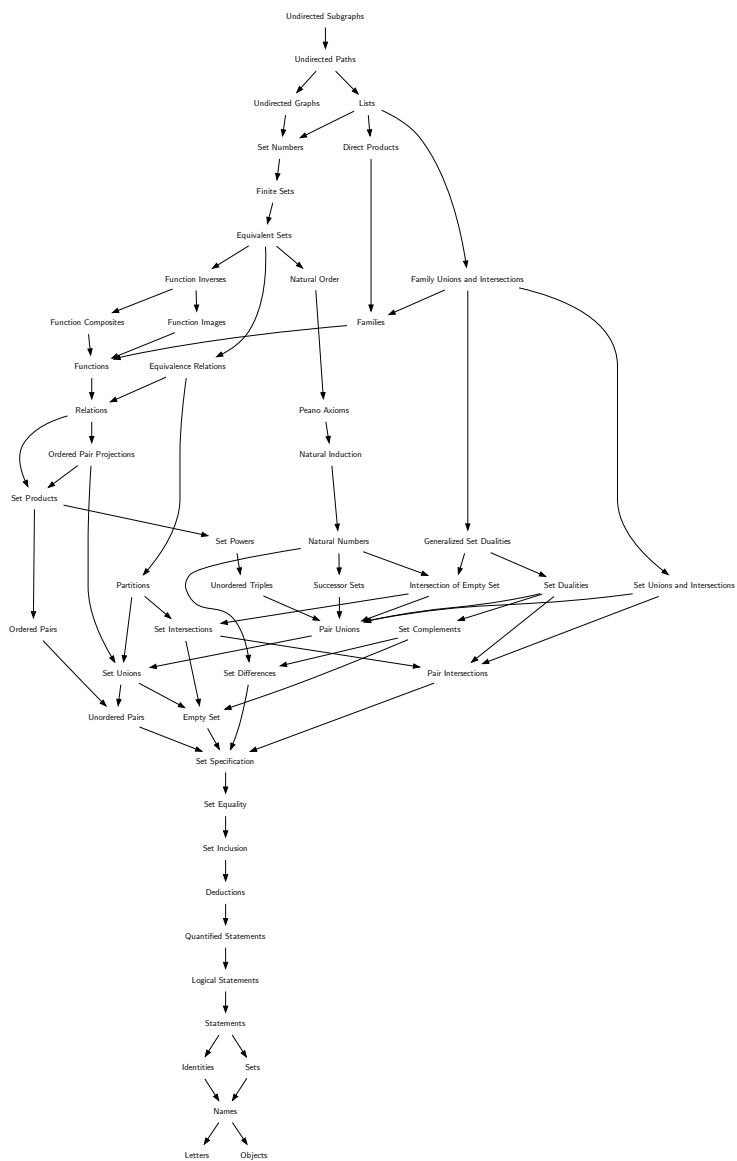 Undirected Subgraphs
Undirected Paths
Undirected Graphs
Lists
Set Numbers
Direct Products
Finite Sets
Equivalent Sets
Function Inverses
Natural Order
Family Unions and Intersections
Function Composites
Function Images
Families
Functions
Equivalence Relations
Relations
Peano Axioms
Ordered Pair Projections
Natural Induction
Set Products
Set Powers
Natural Numbers
Generalized Set Dualities
Partitions
Unordered Triples
Successor Sets
Intersection of Empty Set
Set Dualities
Set Unions and Intersections
Ordered Pairs
Set Intersections
Pair Unions
Set Complements
Set Unions
Set Differences
Pair Intersections
Unordered Pairs
Empty Set
Set Specification
Set Equality
Set Inclusion
Deductions
Quantified Statements
Logical Statements
Statements
Identities
Sets
Names
Letters
Objects